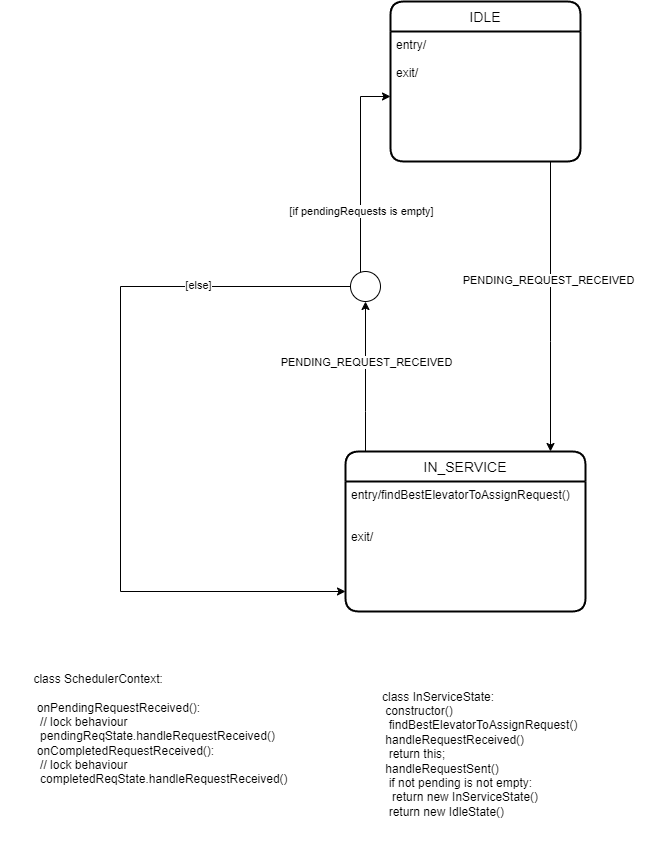 IDLE
entry/
exit/
[if pendingRequests is empty]
PENDING_REQUEST_RECEIVED
[else]
PENDING_REQUEST_RECEIVED
IN_SERVICE
entry/findBestElevatorToAssignRequest()
exit/
class SchedulerContext:
onPendingRequestReceived():
// lock behaviour
pendingReqState.handleRequestReceived()
onCompletedRequestReceived():
// lock behaviour
completedReqState.handleRequestReceived()
class InServiceState:
constructor()
findBestElevatorToAssignRequest()
handleRequestReceived()
return this;
handleRequestSent()
if not pending is not empty:
return new InServiceState()
return new IdleState()